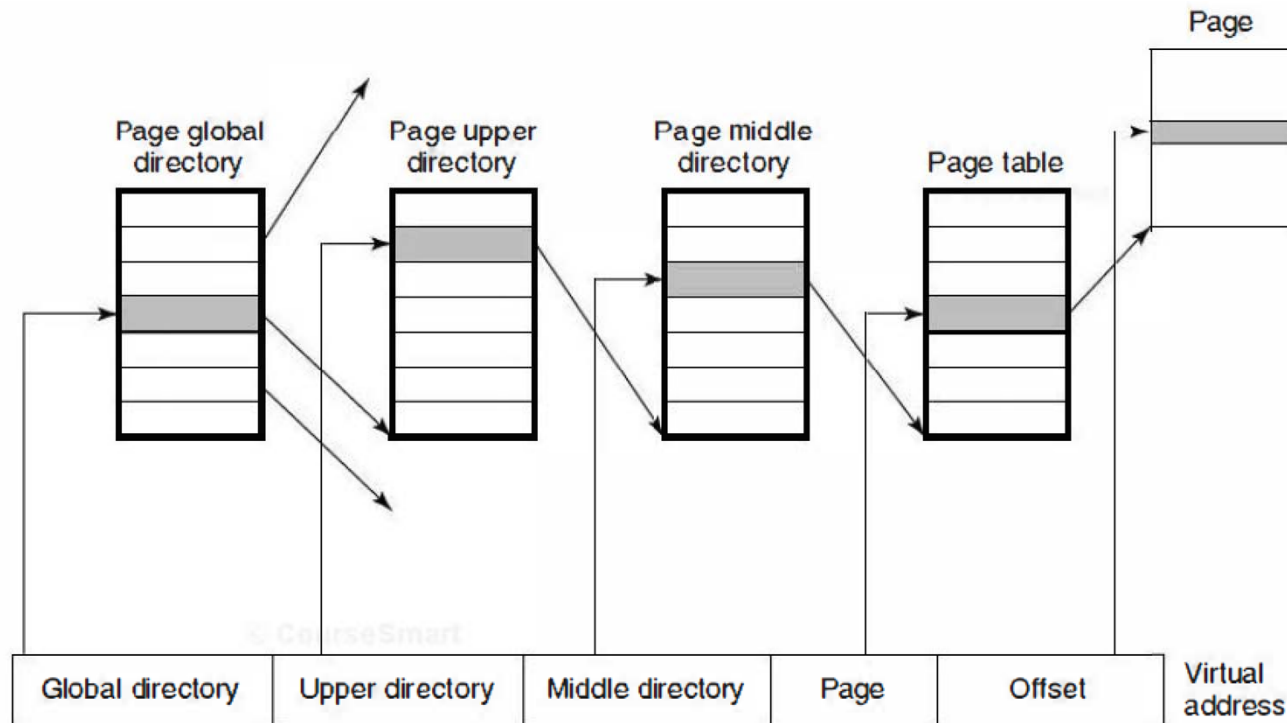 Page
Page global
directory
Page upper
directory
Page middle
directory
Page table
© CourseSmart
Global directory
Upper directory
Middle directory
Page
Offset
Virtual
address